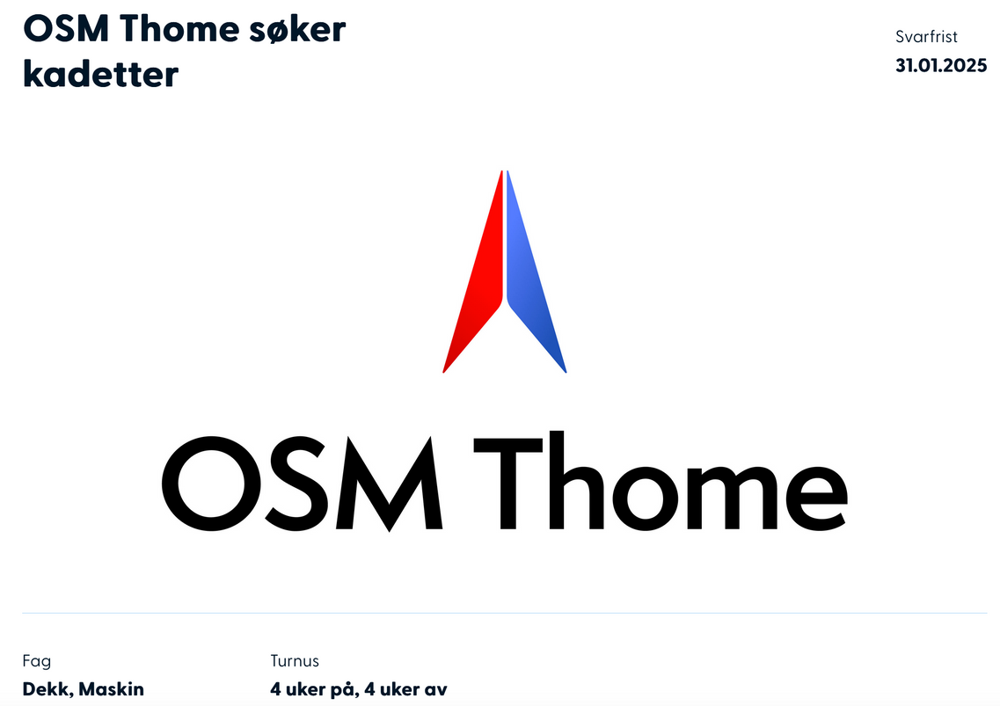 OSM Thome søker
kadetter
Svarfrist
31.01.2025
OSM Thome
Fag
Dekk, Maskin
Turnus
4 uker på, 4 uker av